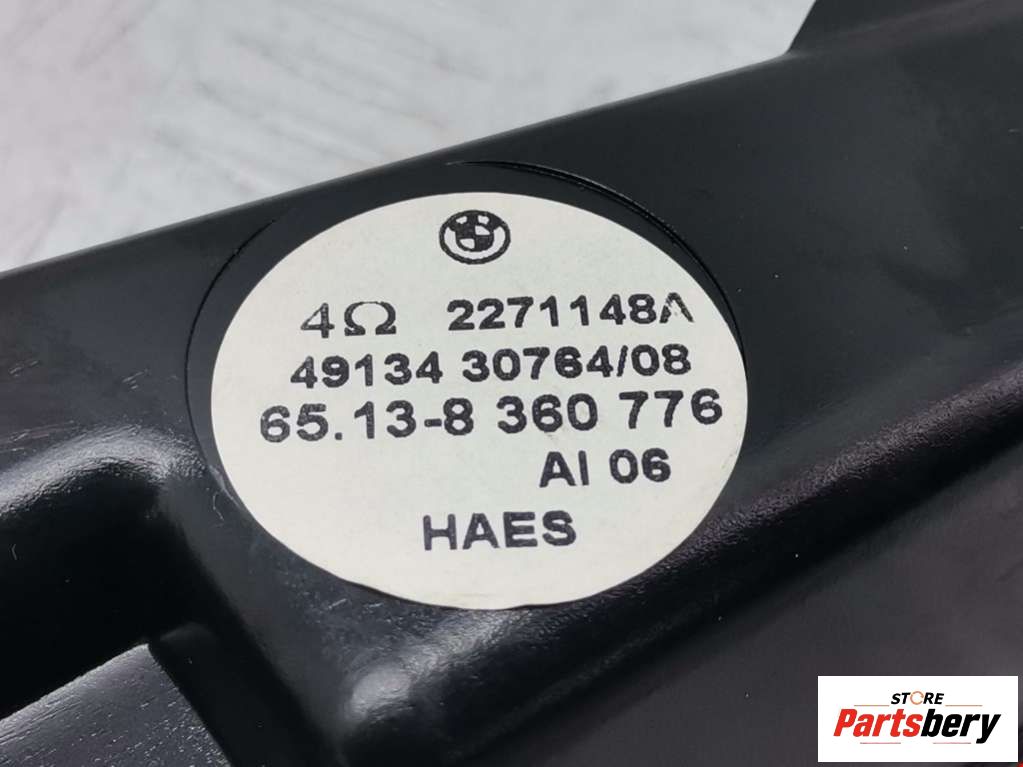 4Ω 2271148A
49134 30764/08
65.13-8 360 776
AI 06
HAES
STORE
Partsbery